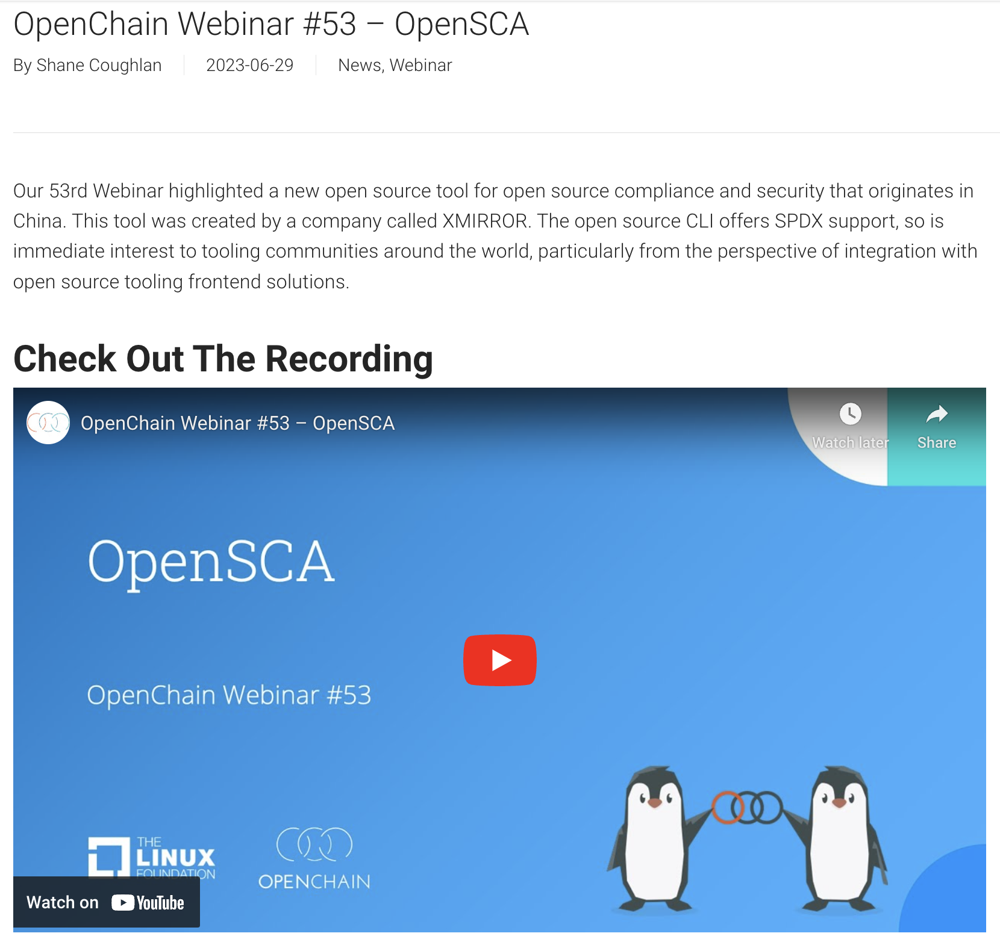 OpenChain Webinar #53 – OpenSCA
By Shane Coughlan 2023-06-29 News, Webinar
Our 53rd Webinar highlighted a new open source tool for open source compliance and security that originates in
China. This tool was created by a company called XMIRROR. The open source CLI offers SPDX support, so is
immediate interest to tooling communities around the world, particularly from the perspective of integration with
open source tooling frontend solutions.
Check Out The Recording
OpenChain Webinar #53 – OpenSCA
Watch later
Share
OpenSCA
OpenChain Webinar #53
THE
LINUX
FOUNDATION
OPENCHAIN
Watch on YouTube